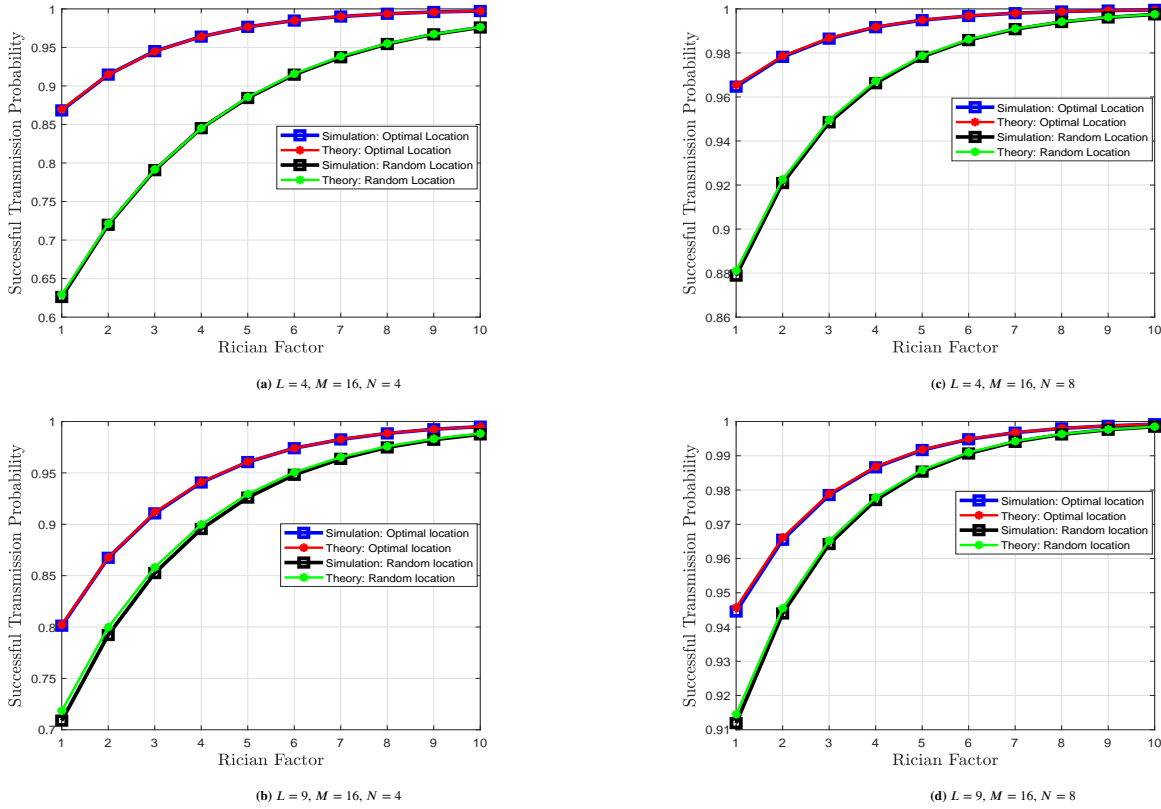 Successful Transmission Probability
1
0.95
0.9
0.85
0.8
0.75
0.7
0.65
0.6
1 2 3 4 5 6 7 8 9 10
Rician Factor
Simulation: Optimal Location
Theory: Optimal Location
Simulation: Random Location
Theory: Random Location
(a) L = 4, M = 16, N = 4
Successful Transmission Probability
1
0.98
0.96
0.94
0.92
0.9
0.88
0.86
1 2 3 4 5 6 7 8 9 10
Rician Factor
Simulation: Optimal Location
Theory: Optimal Location
Simulation: Random Location
Theory: Random Location
(c) L = 4, M = 16, N = 8
Successful Transmission Probability
1
0.95
0.9
0.85
0.8
0.75
0.7
1 2 3 4 5 6 7 8 9 10
Rician Factor
Simulation: Optimal location
Theory: Optimal location
Simulation: Random location
Theory: Random location
(b) L = 9, M = 16, N = 4
Successful Transmission Probability
1
0.99
0.98
0.97
0.96
0.95
0.94
0.93
0.92
0.91
1 2 3 4 5 6 7 8 9 10
Rician Factor
Simulation: Optimal location
Theory: Optimal location
Simulation: Random location
Theory: Random location
(d) L = 9, M = 16, N = 8